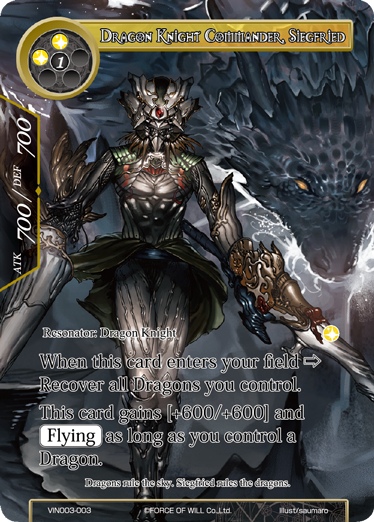 Dragon Knight Commander, Siegfried
1
ATK 700 / DEF 700
Resonator: Dragon Knight
When this card enters your field ⇨
Recover all Dragons you control.
This card gains [+600/+600] and
Flying as long as you control a
Dragon.
Dragons rule the sky. Siegfried rules the dragons.
VIN003-003
©FORCE OF WILL Co.,Ltd.
Illust/saumaro